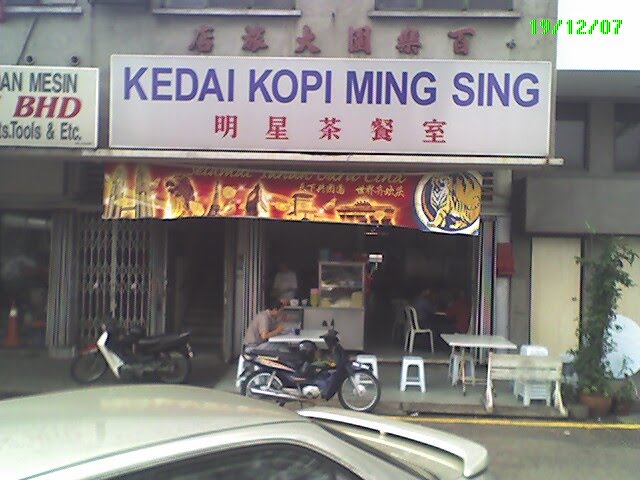 19/12/07
百樂園大旅店
KEDAI KOPI MING SING
明星茶餐室
AN MESIN
BHD
ts.Tools & Etc.